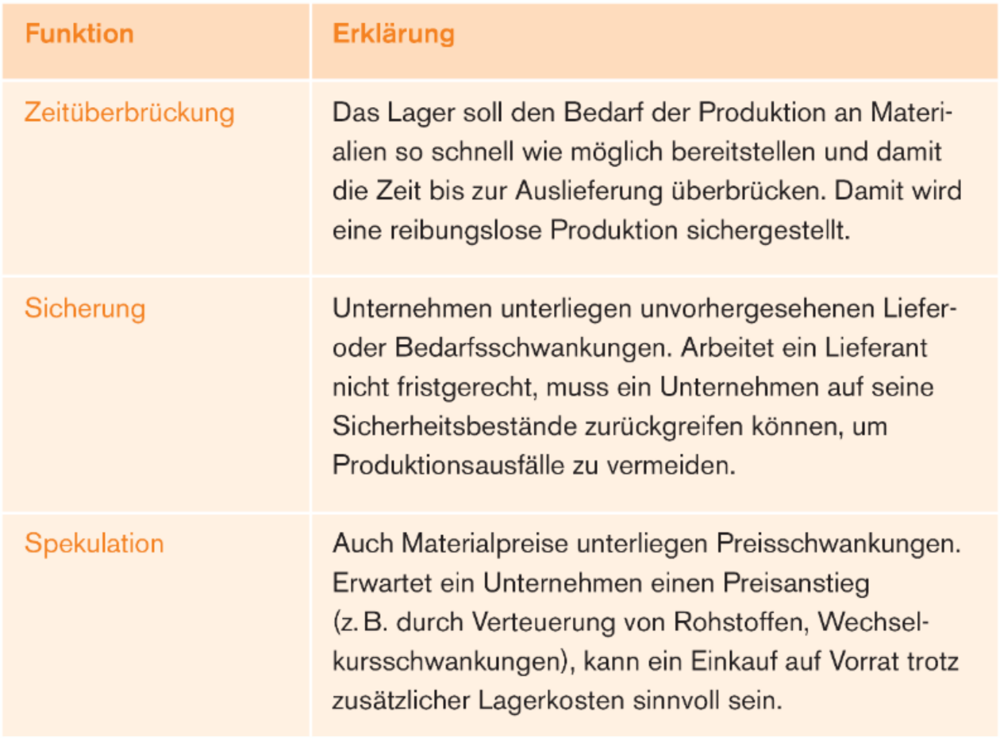 Funktion
Erklärung
Zeitüberbrückung
Das Lager soll den Bedarf der Produktion an Materi-
alien so schnell wie möglich bereitstellen und damit
die Zeit bis zur Auslieferung überbrücken. Damit wird
eine reibungslose Produktion sichergestellt.
Sicherung
Unternehmen unterliegen unvorhergesehenen Liefer-
oder Bedarfsschwankungen. Arbeitet ein Lieferant
nicht fristgerecht, muss ein Unternehmen auf seine
Sicherheitsbestände zurückgreifen können, um
Produktionsausfälle zu vermeiden.
Spekulation
Auch Materialpreise unterliegen Preisschwankungen.
Erwartet ein Unternehmen einen Preisanstieg
(z. B. durch Verteuerung von Rohstoffen, Wechsel-
kursschwankungen), kann ein Einkauf auf Vorrat trotz
zusätzlicher Lagerkosten sinnvoll sein.